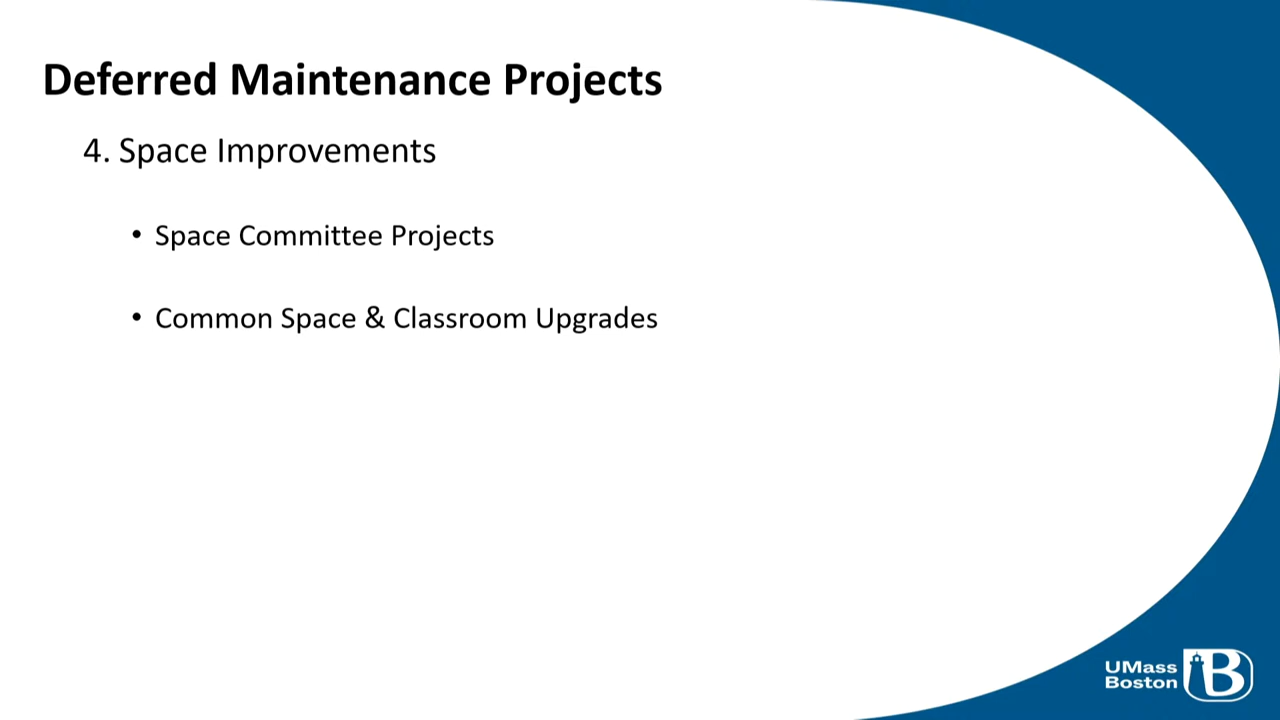 Deferred Maintenance Projects
4. Space Improvements
• Space Committee Projects
• Common Space & Classroom Upgrades
UMass
Boston
B